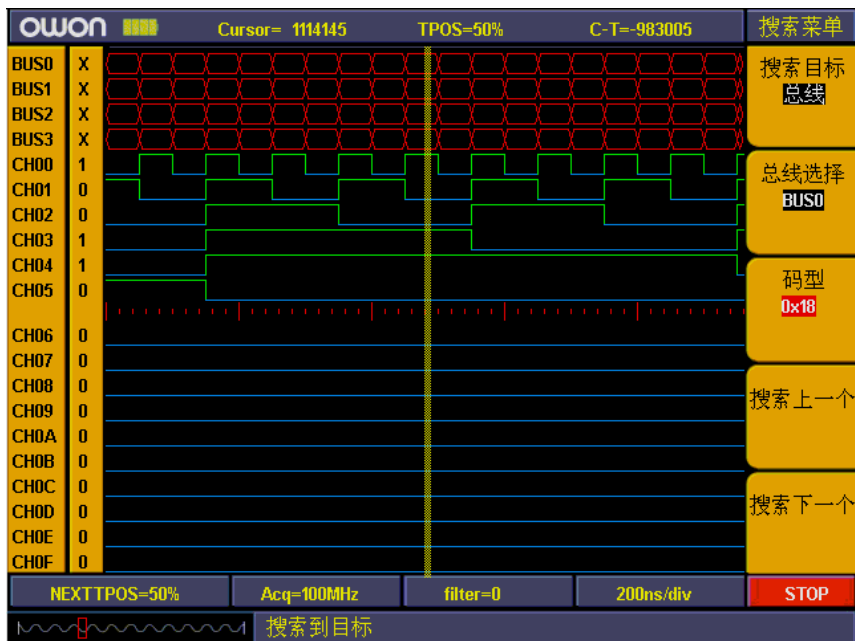 OWON Cursor= 1114145 TPOS=50% C-T=-983005 搜索菜单
BUS0 X
BUS1 X
BUS2 X
BUS3 X
CH00 1
CH01 0
CH02 0
CH03 1
CH04 1
CH05 0
CH06 0
CH07 0
CH08 0
CH09 0
CH0A 0
CH0B 0
CH0C 0
CH0D 0
CH0E 0
CH0F 0
搜索目标
总线
总线选择
BUS0
码型
0x18
搜索上一个
搜索下一个
NEXTTPOS=50% Acq=100MHz filter=0 200ns/div STOP
搜索到目标